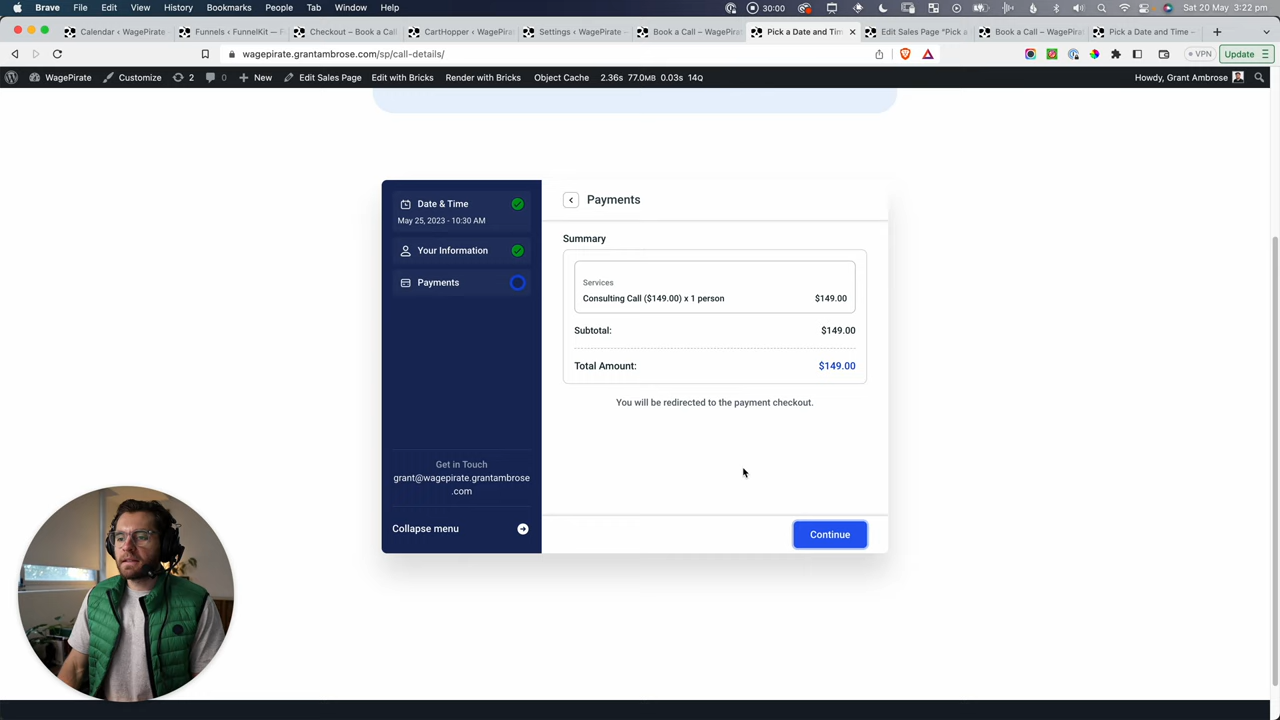 Brave File Edit View History Bookmarks People Tab Window Help 30:00 Sat 20 May 3:22 pm
Calendar ‹ WagePirate Funnels ‹ FunnelKit — F Checkout – Book a Call CartHopper ‹ WagePira Settings ‹ WagePirate Book a Call – WagePira Pick a Date and Tim Edit Sales Page "Pick a Book a Call – WagePira Pick a Date and Time –
wagepirate.grantambrose.com/sp/call-details/ VPN Update
WagePirate Customize 2 0 New Edit Sales Page Edit with Bricks Render with Bricks Object Cache 2.36s 77.0MB 0.03s 14Q Howdy, Grant Ambrose
Date & Time
May 25, 2023 - 10:30 AM
Your Information
Payments
Get in Touch
grant@wagepirate.grantambrose
.com
Collapse menu
Payments
Summary
Services
Consulting Call ($149.00) x 1 person $149.00
Subtotal: $149.00
Total Amount: $149.00
You will be redirected to the payment checkout.
Continue